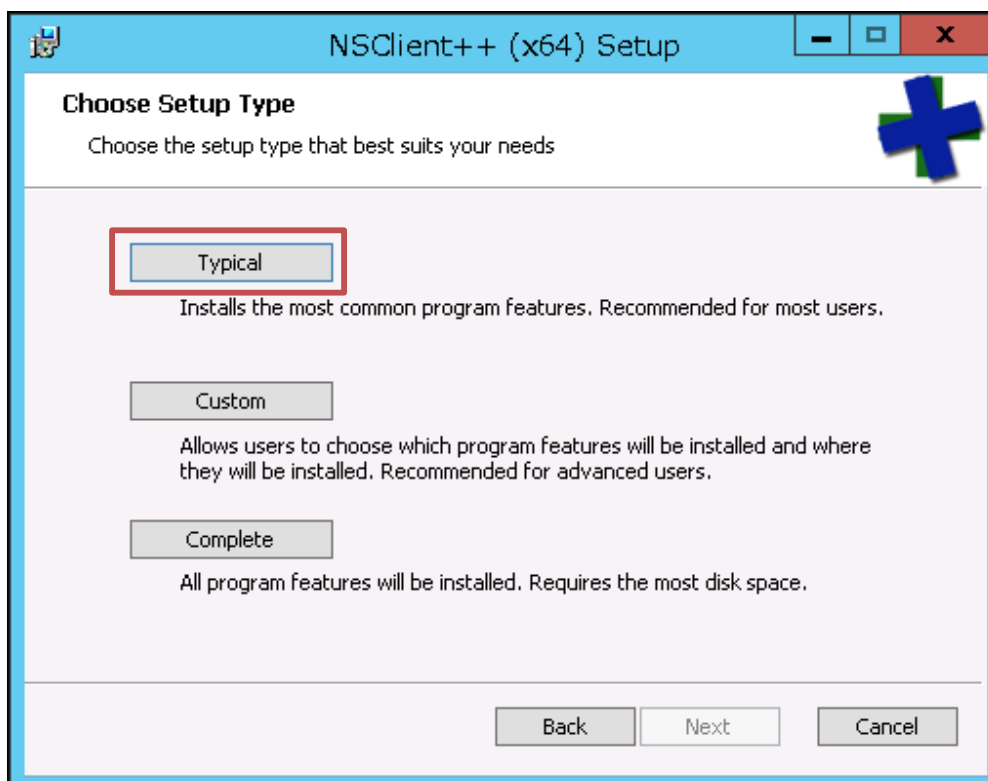 NSClient++ (x64) Setup
Choose Setup Type
Choose the setup type that best suits your needs
Typical
Installs the most common program features. Recommended for most users.
Custom
Allows users to choose which program features will be installed and where
they will be installed. Recommended for advanced users.
Complete
All program features will be installed. Requires the most disk space.
Back Next Cancel